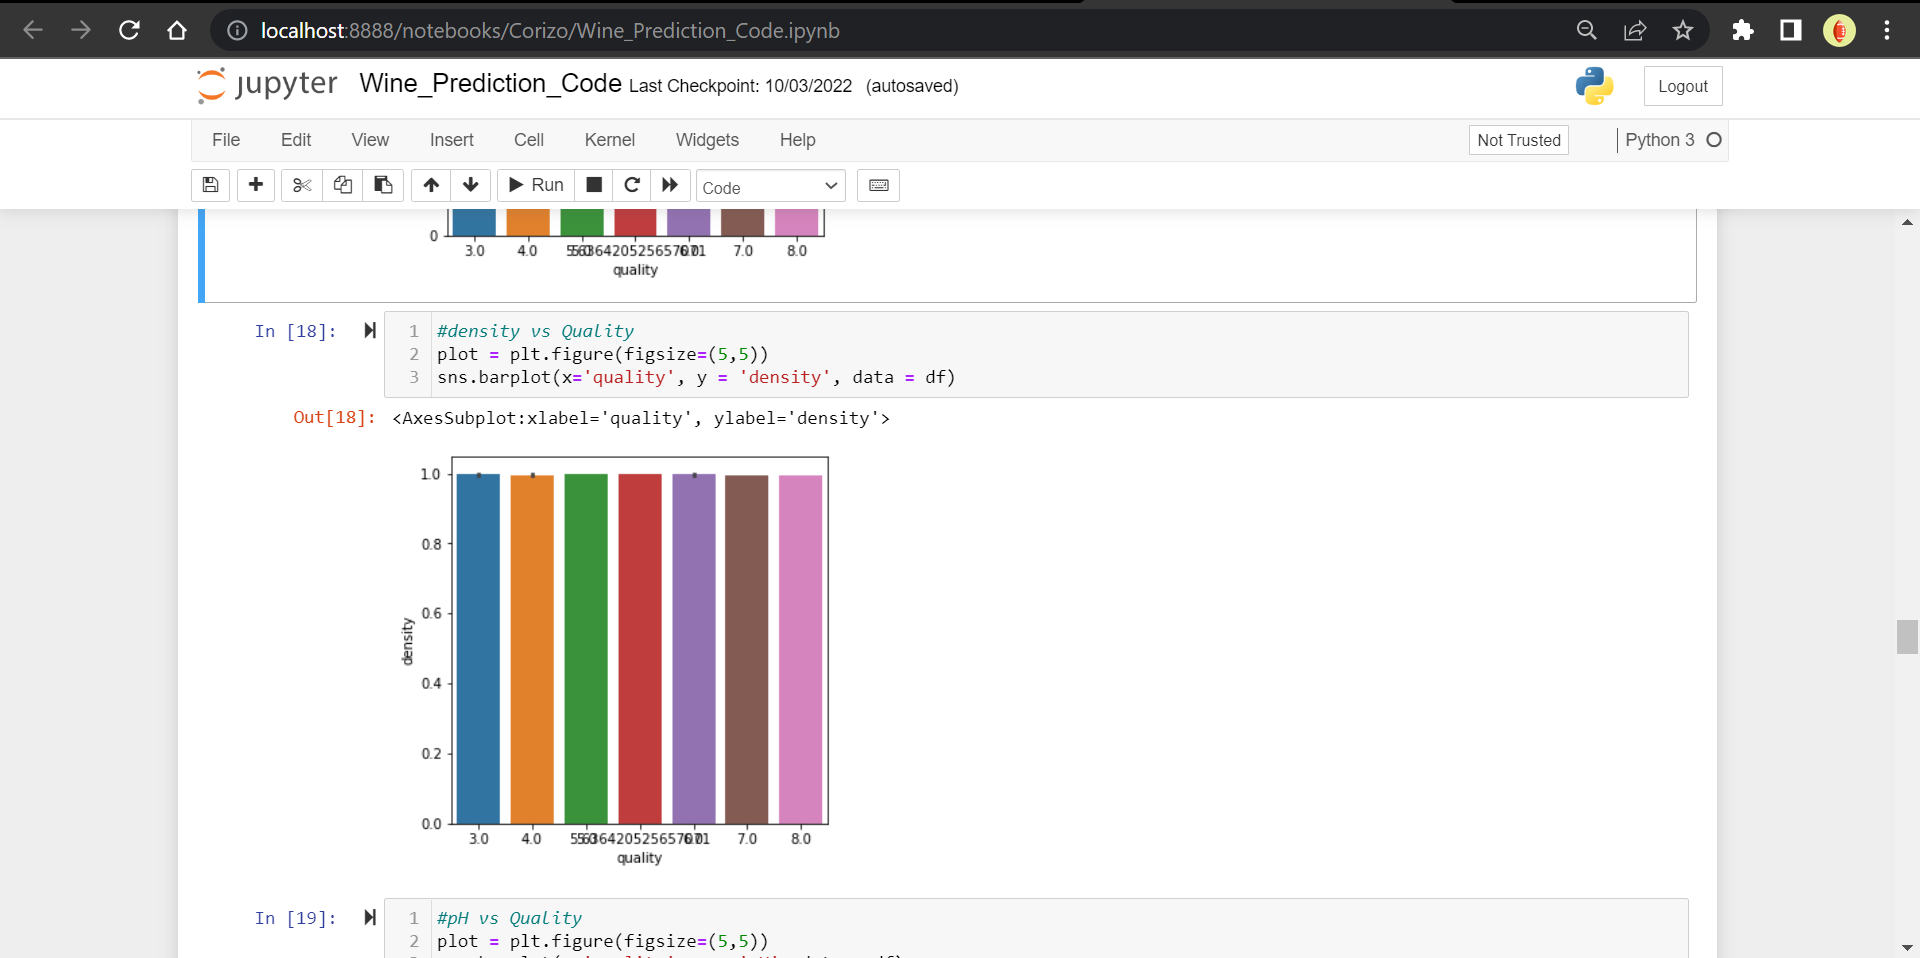 localhost:8888/notebooks/Corizo/Wine_Prediction_Code.ipynb
jupyter Wine_Prediction_Code Last Checkpoint: 10/03/2022 (autosaved)
Logout
File Edit View Insert Cell Kernel Widgets Help
Not Trusted
Python 3
Run
Code
0
3.0 4.0 7.0 8.0
quality
In [18]:
1 #density vs Quality
2 plot = plt.figure(figsize=(5,5))
3 sns.barplot(x='quality', y = 'density', data = df)
Out[18]: <AxesSubplot:xlabel='quality', ylabel='density'>
1.0
0.8
0.6
density
0.4
0.2
0.0
3.0 4.0 7.0 8.0
quality
In [19]:
1 #pH vs Quality
2 plot = plt.figure(figsize=(5,5))